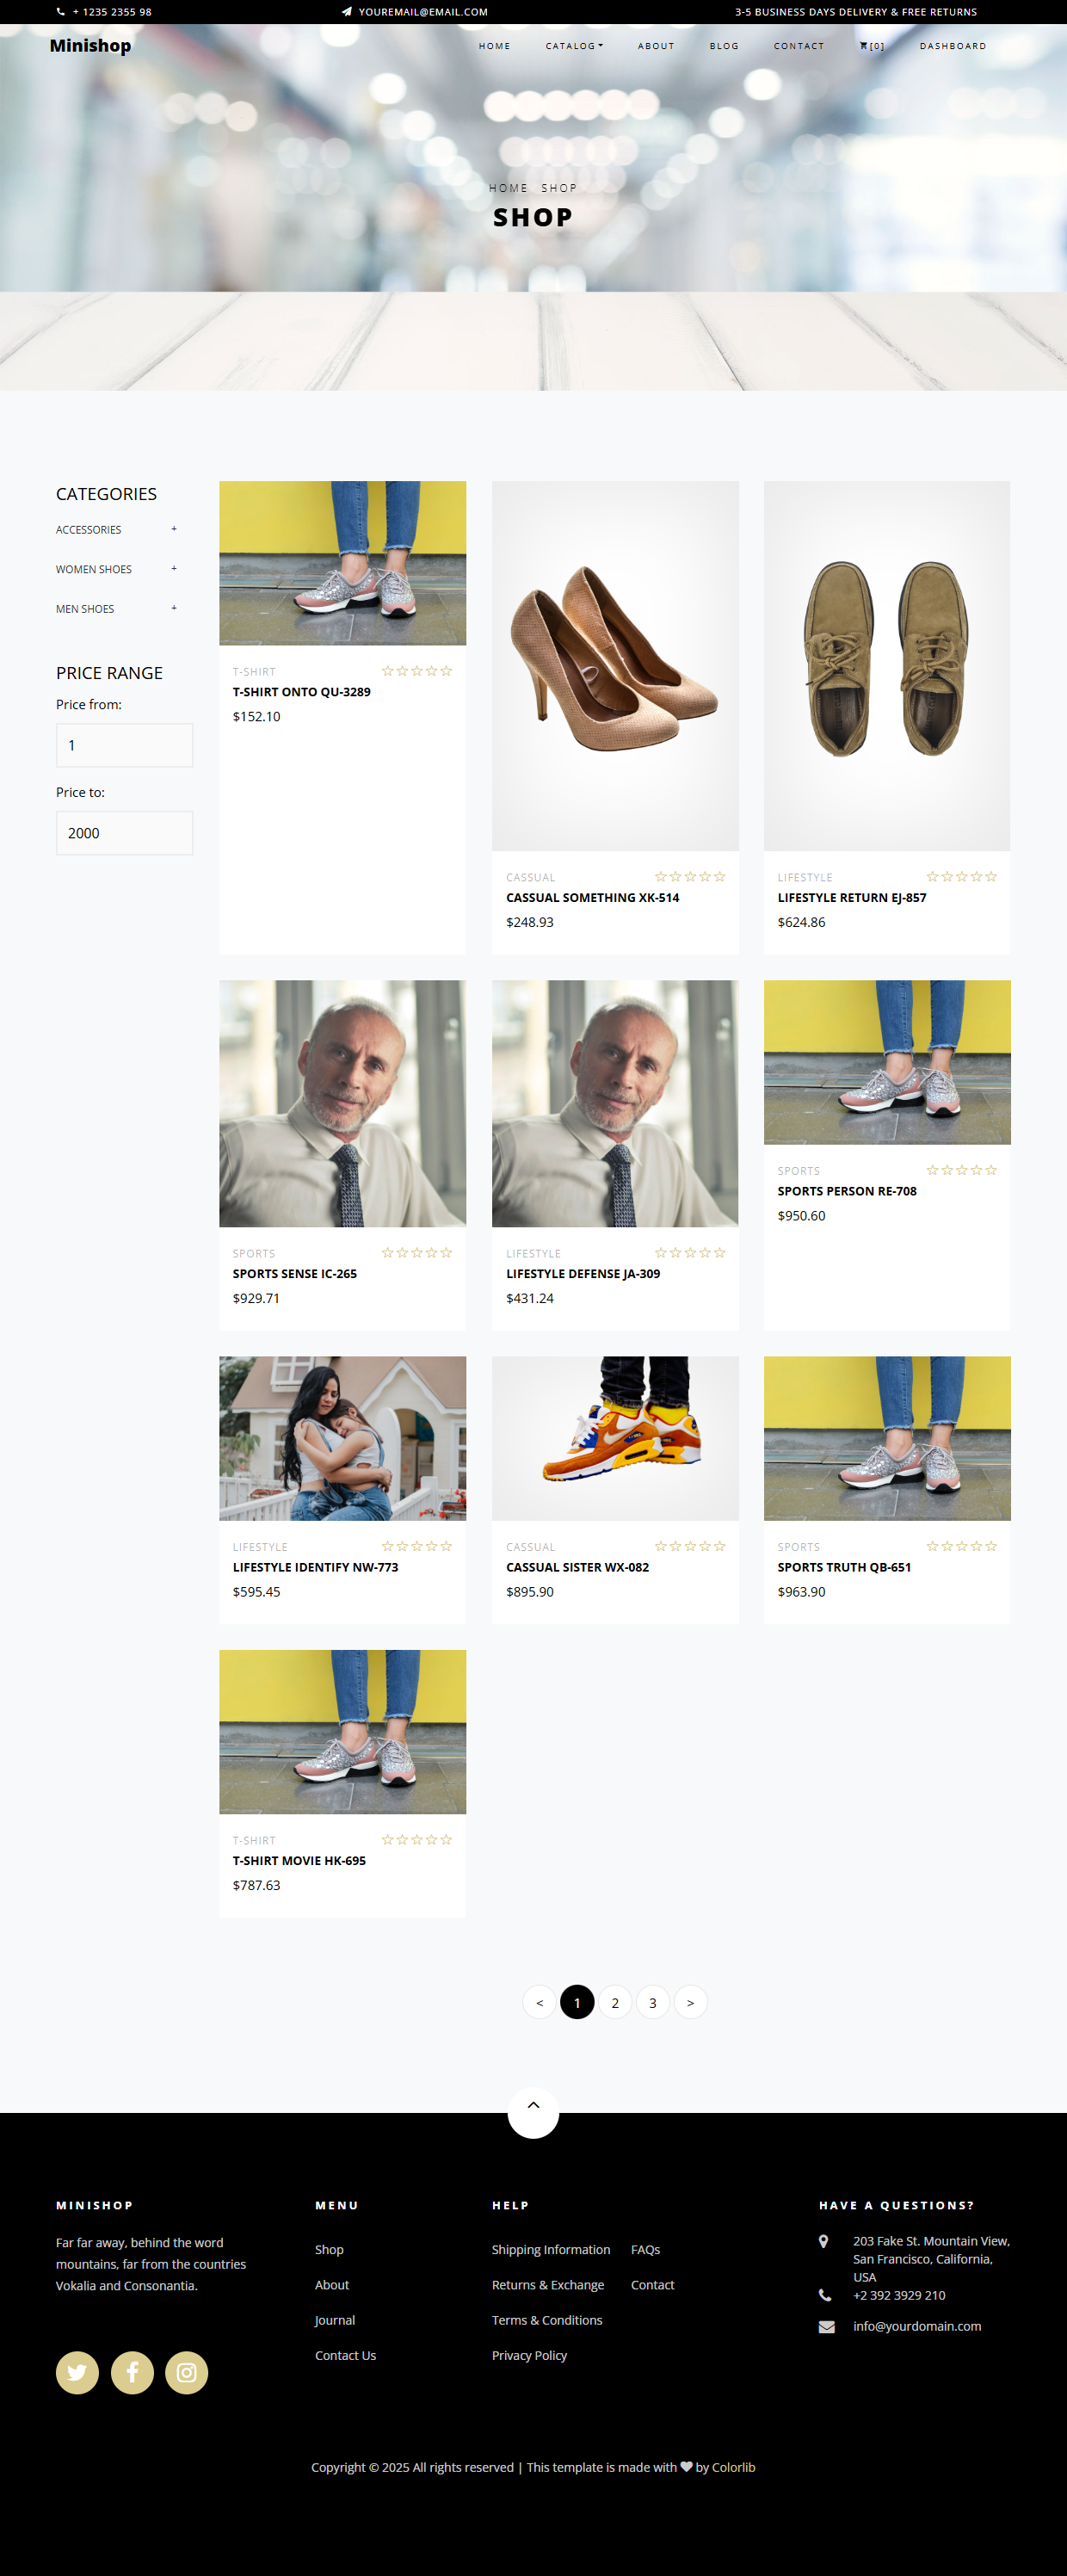 + 1235 2355 98
YOUREMAIL@EMAIL.COM
3-5 BUSINESS DAYS DELIVERY & FREE RETURNS
Minishop
HOME
CATALOG
ABOUT
BLOG
CONTACT
[0]
DASHBOARD
HOME SHOP
SHOP
CATEGORIES
ACCESSORIES +
WOMEN SHOES +
MEN SHOES +
PRICE RANGE
Price from:
1
Price to:
2000
T-SHIRT
T-SHIRT ONTO QU-3289
$152.10
CASSUAL
CASSUAL SOMETHING XK-514
$248.93
LIFESTYLE
LIFESTYLE RETURN EJ-857
$624.86
SPORTS
SPORTS SENSE IC-265
$929.71
LIFESTYLE
LIFESTYLE DEFENSE JA-309
$431.24
SPORTS
SPORTS PERSON RE-708
$950.60
LIFESTYLE
LIFESTYLE IDENTIFY NW-773
$595.45
CASSUAL
CASSUAL SISTER WX-082
$895.90
SPORTS
SPORTS TRUTH QB-651
$963.90
T-SHIRT
T-SHIRT MOVIE HK-695
$787.63
< 1 2 3 >
MINISHOP
Far far away, behind the word
mountains, far from the countries
Vokalia and Consonantia.
MENU
Shop
About
Journal
Contact Us
HELP
Shipping Information
Returns & Exchange
Terms & Conditions
Privacy Policy
FAQs
Contact
HAVE A QUESTIONS?
203 Fake St. Mountain View,
San Francisco, California,
USA
+2 392 3929 210
info@yourdomain.com
Copyright © 2025 All rights reserved | This template is made with by Colorlib